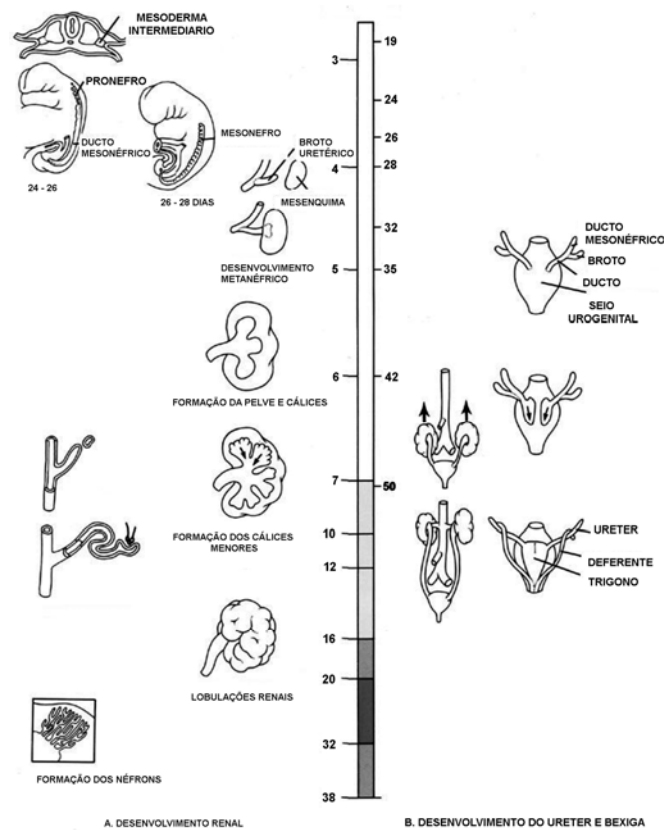 MESODERMA
INTERMEDIARIO
PRONEFRO
DUCTO
MESONÉFRICO
24 - 26
MESONEFRO
26 - 28 DIAS
BROTO
URETÉRICO
MESENQUIMA
DESENVOLVIMENTO
METANÉFRICO
FORMAÇÃO DA PELVE E CÁLICES
FORMAÇÃO DOS CÁLICES
MENORES
LOBULAÇÕES RENAIS
FORMAÇÃO DOS NÉFRONS
A. DESENVOLVIMENTO RENAL
3
4
5
6
7
10
12
16
20
32
38
19
24
26
28
32
35
42
50
DUCTO
MESONÉFRICO
BROTO
DUCTO
SEIO
UROGENITAL
URETER
DEFERENTE
TRIGONO
B. DESENVOLVIMENTO DO URETER E BEXIGA